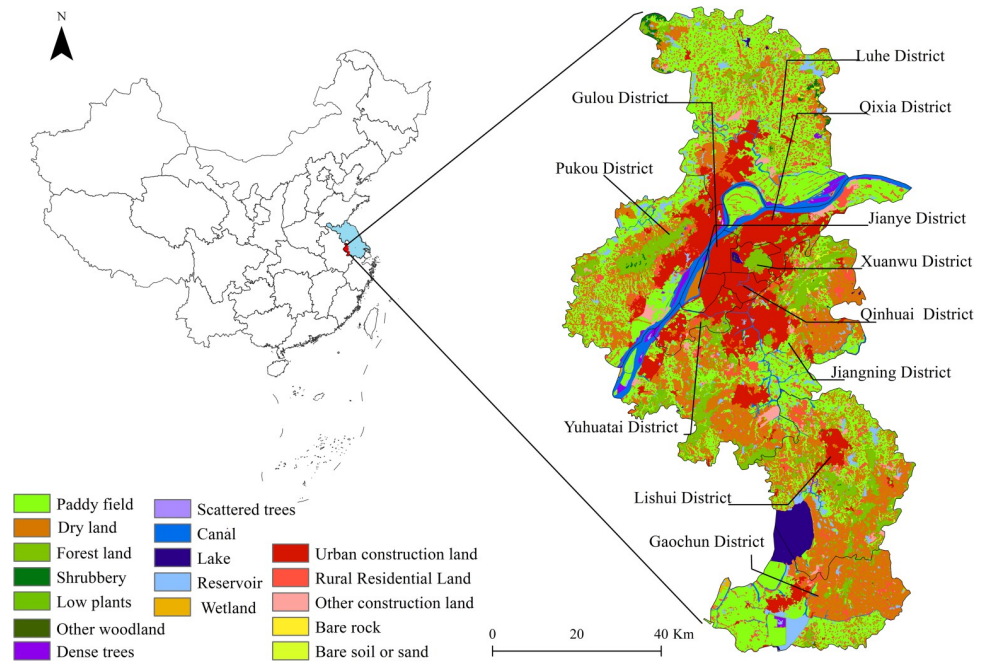 N
Luhe District
Gulou District
Qixia District
Pukou District
Jianye District
Xuanwu District
Qinhuai District
Jiangning District
Yuhuatai District
Lishui District
Gaochun District
Paddy field
Dry land
Forest land
Shrubbery
Low plants
Other woodland
Dense trees
Scattered trees
Canal
Lake
Reservoir
Wetland
Urban construction land
Rural Residential Land
Other construction land
Bare rock
Bare soil or sand
0 20 40 Km